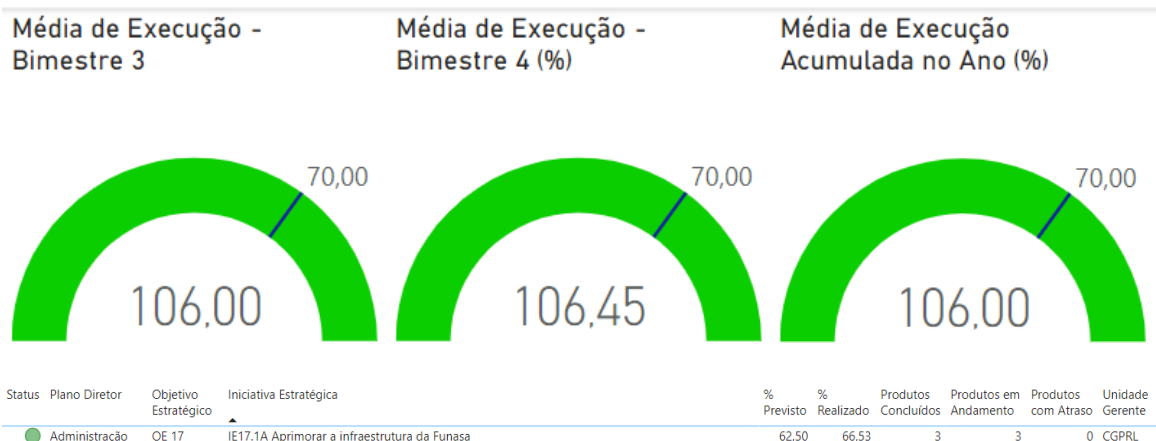 Média de Execução -
Bimestre 3
Média de Execução -
Bimestre 4 (%)
Média de Execução
Acumulada no Ano (%)
70,00
106,00
70,00
106,45
70,00
106,00
Status Plano Diretor Objetivo Estratégico Iniciativa Estratégica % Previsto % Realizado Produtos Concluídos Produtos em Andamento Produtos com Atraso Unidade Gerente
Administração OE 17 IE17.1A Aprimorar a infraestrutura da Funasa 62,50 66,53 3 3 0 CGPRL